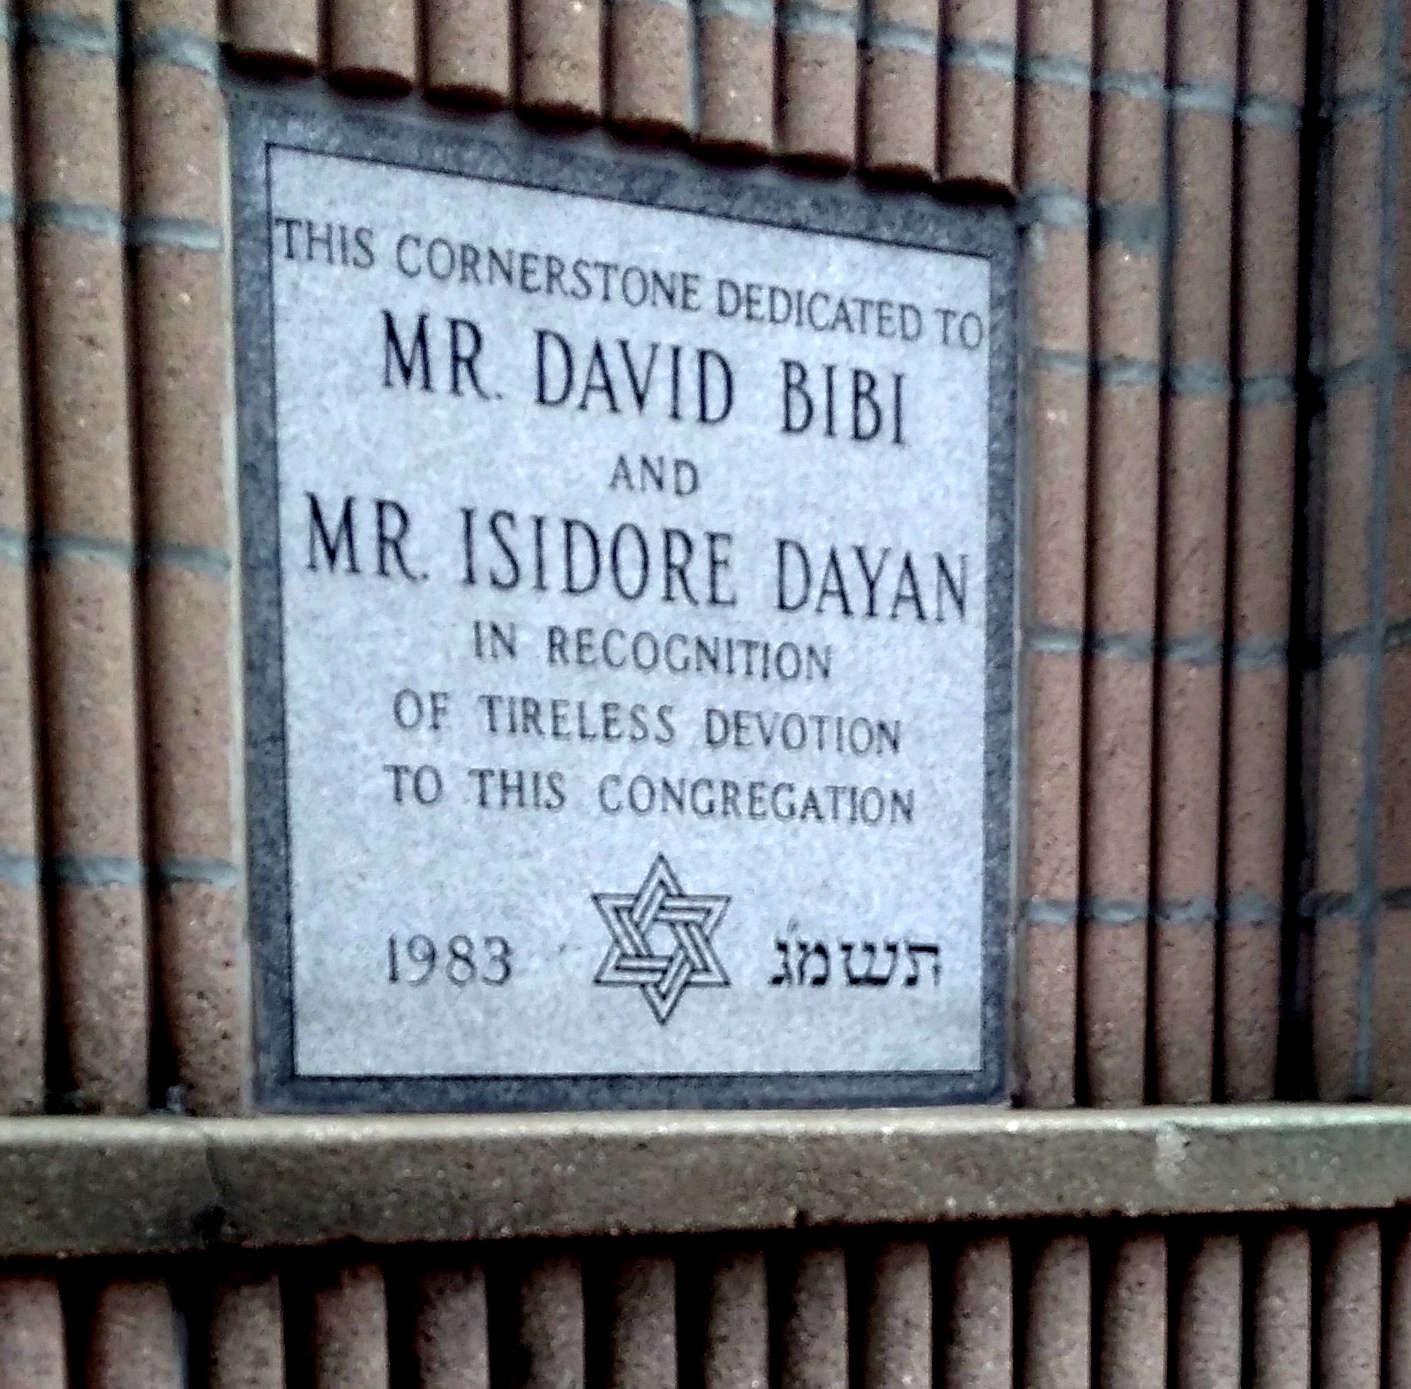 THIS CORNERSTONE DEDICATED TO
MR. DAVID BIBI
AND
MR. ISIDORE DAYAN
IN RECOGNITION
OF TIRELESS DEVOTION
TO THIS CONGREGATION
1983 תשמ״ג